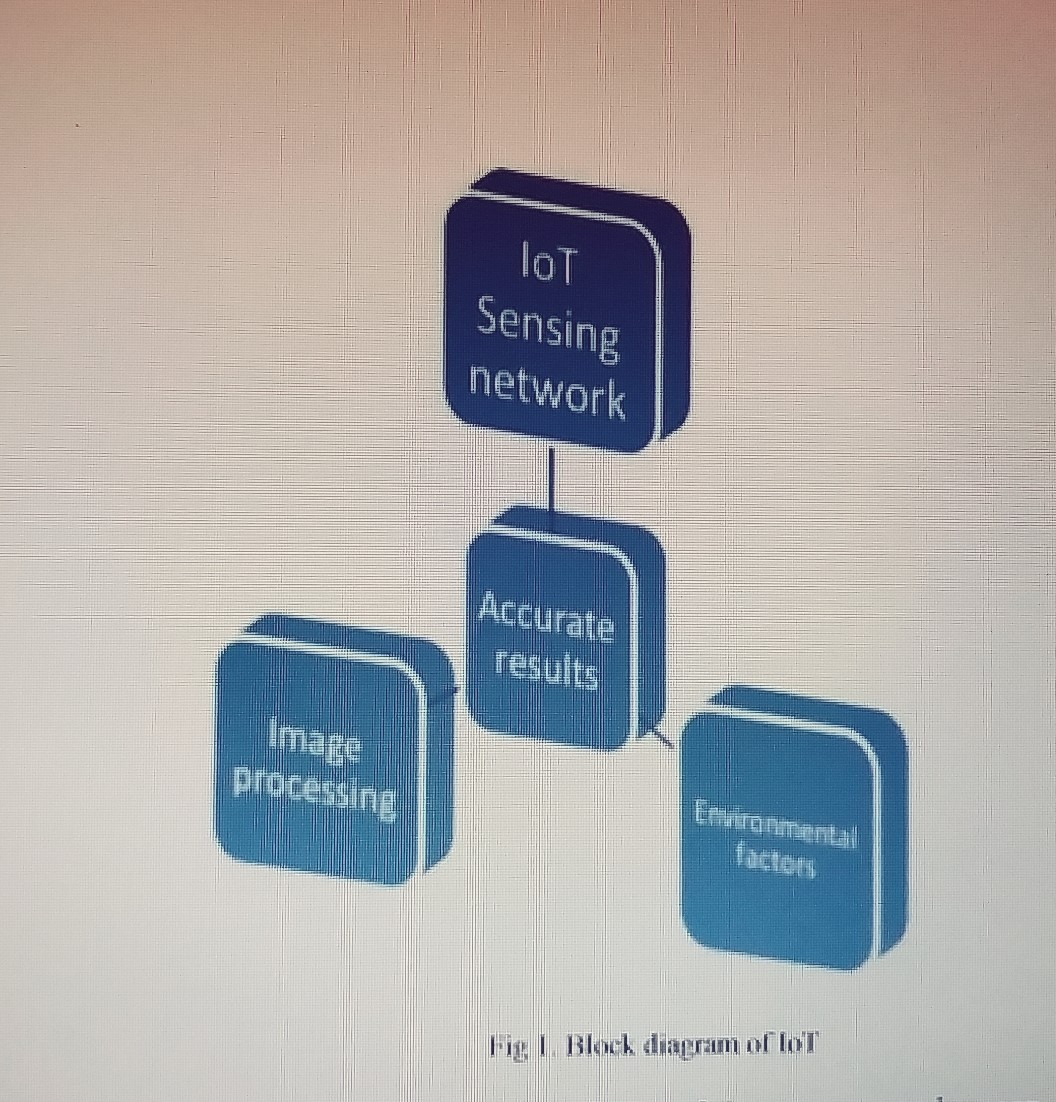 IoT
Sensing
network
Accurate
results
Image
processing
Environmental
factors
Fig 1. Block diagram of IoT